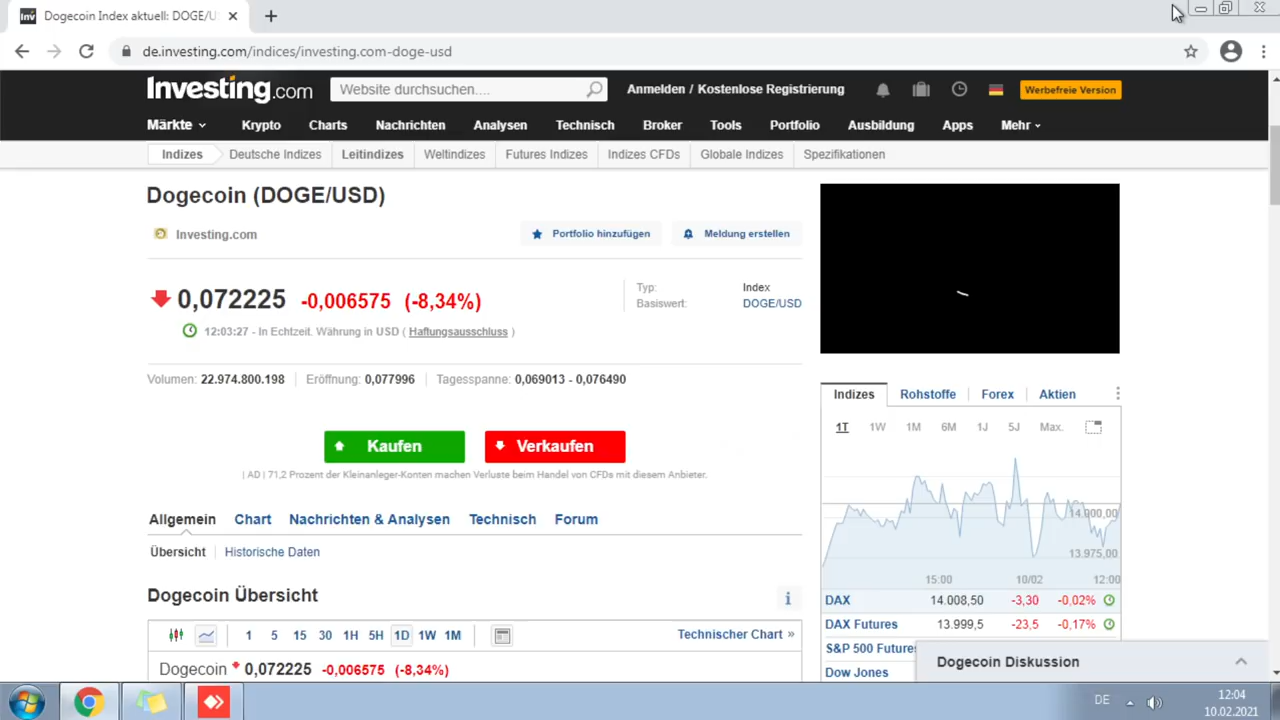 Dogecoin Index aktuell: DOGE/U
de.investing.com/indices/investing.com-doge-usd
Investing.com
Website durchsuchen....
Anmelden / Kostenlose Registrierung
Werbefreie Version
Märkte Krypto Charts Nachrichten Analysen Technisch Broker Tools Portfolio Ausbildung Apps Mehr
Indizes Deutsche Indizes Leitindizes Weltindizes Futures Indizes Indizes CFDs Globale Indizes Spezifikationen
Dogecoin (DOGE/USD)
Investing.com
Portfolio hinzufügen
Meldung erstellen
0,072225 -0,006575 (-8,34%)
12:03:27 - In Echtzeit. Währung in USD ( Haftungsausschluss )
Typ: Index
Basiswert: DOGE/USD
Volumen: 22.974.800.198 Eröffnung: 0,077996 Tagesspanne: 0,069013 - 0,076490
Kaufen Verkaufen
| AD | 71,2 Prozent der Kleinanleger-Konten machen Verluste beim Handel von CFDs mit diesem Anbieter.
Allgemein Chart Nachrichten & Analysen Technisch Forum
Übersicht Historische Daten
Dogecoin Übersicht
1 5 15 30 1H 5H 1D 1W 1M
Technischer Chart »
Dogecoin 0,072225 -0,006575 (-8,34%)
Indizes Rohstoffe Forex Aktien
1T 1W 1M 6M 1J 5J Max.
14.000,00
13.975,00
15:00 10/02 12:00
DAX 14.008,50 -3,30 -0,02%
DAX Futures 13.999,5 -23,5 -0,17%
S&P 500 Futures
Dow Jones
Dogecoin Diskussion
DE
12:04
10.02.2021